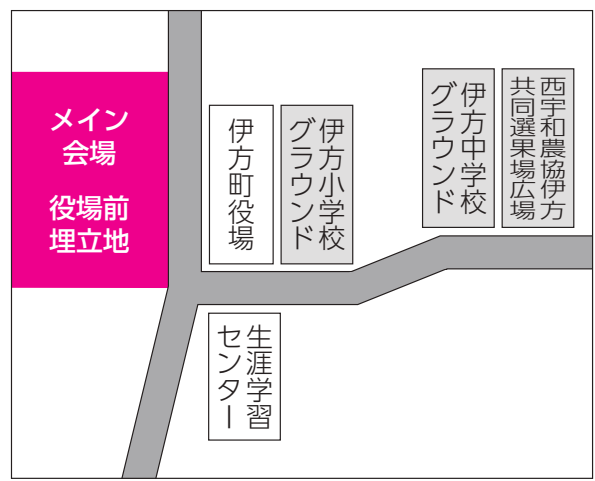 メイン
会場
役場前
埋立地
伊方町役場
伊方小学校
グラウンド
伊方中学校
グラウンド
西宇和農協伊方
共同選果場広場
生涯学習
センター